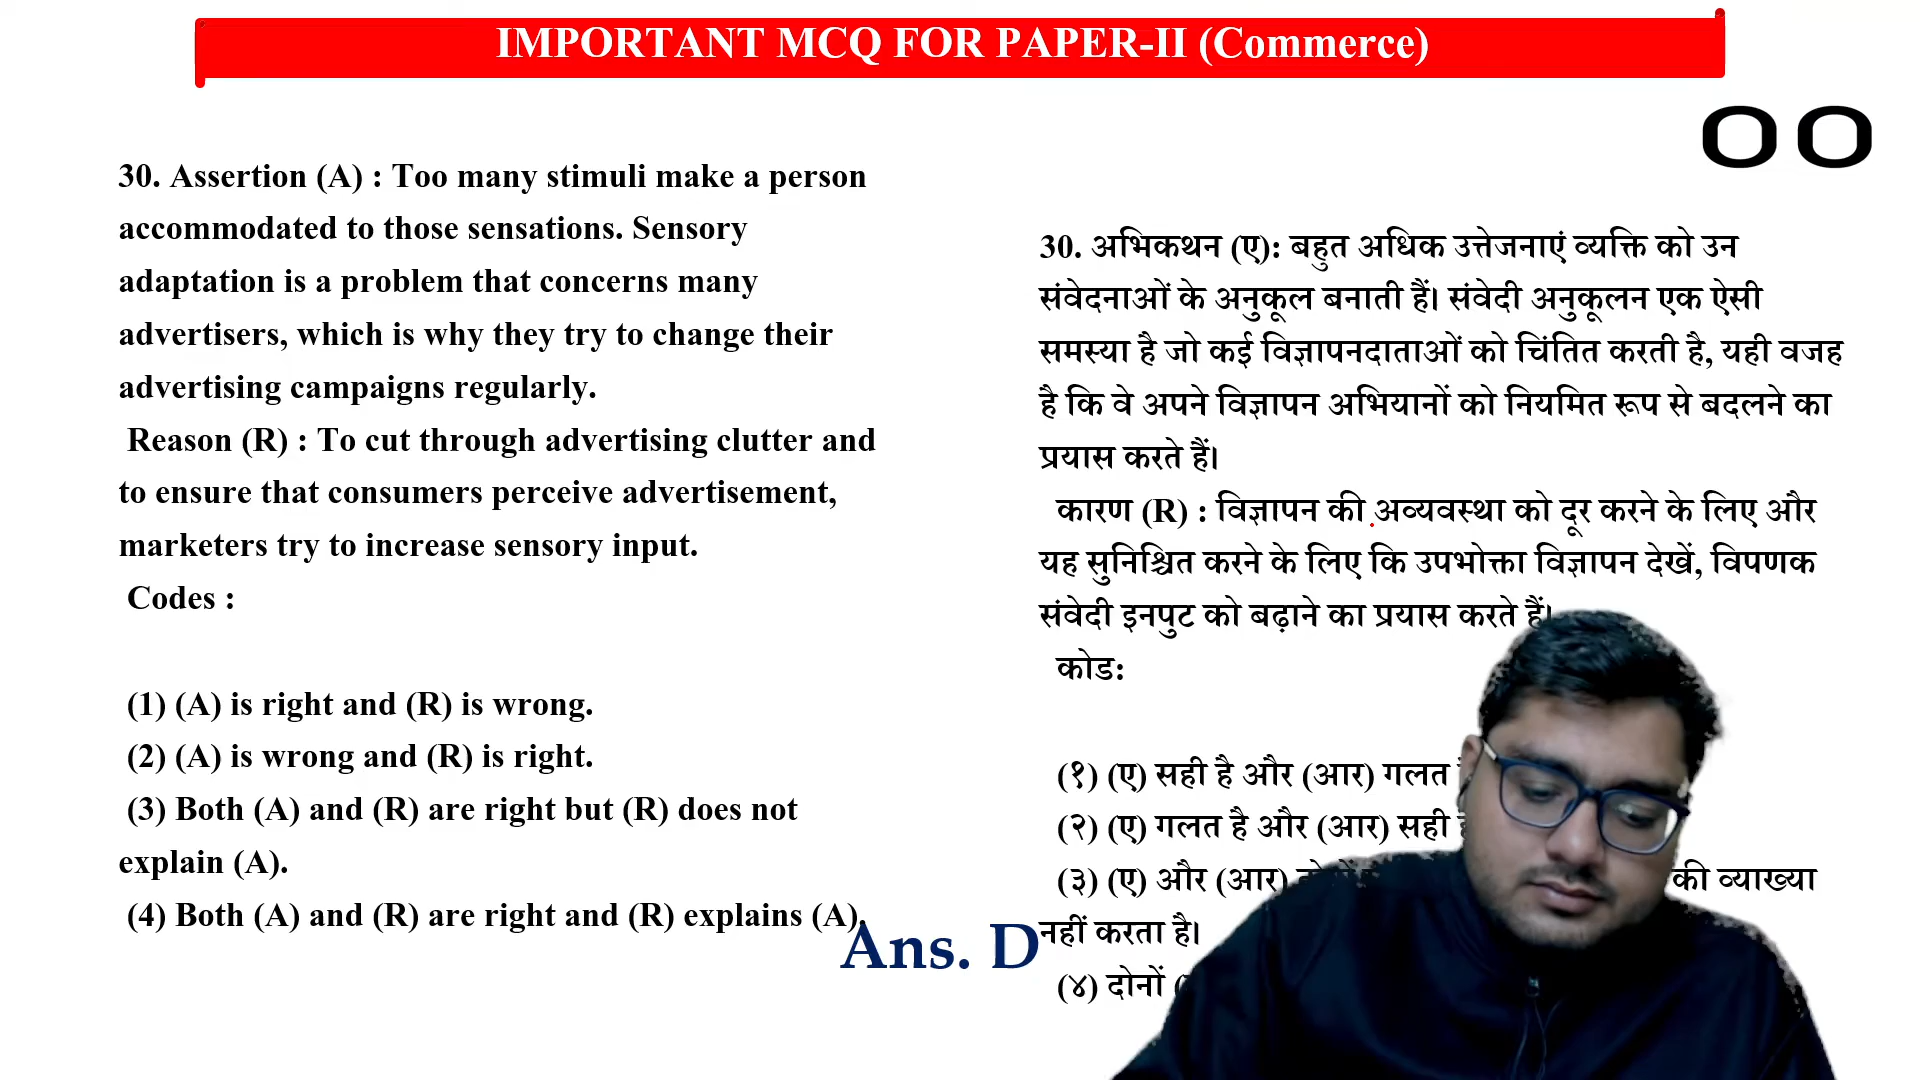 IMPORTANT MCQ FOR PAPER-II (Commerce)
00
30. Assertion (A) : Too many stimuli make a person
accommodated to those sensations. Sensory
adaptation is a problem that concerns many
advertisers, which is why they try to change their
advertising campaigns regularly.
Reason (R) : To cut through advertising clutter and
to ensure that consumers perceive advertisement,
marketers try to increase sensory input.
Codes :
(1) (A) is right and (R) is wrong.
(2) (A) is wrong and (R) is right.
(3) Both (A) and (R) are right but (R) does not
explain (A).
(4) Both (A) and (R) are right and (R) explains (A).
Ans. D
30. अभिकथन (ए): बहुत अधिक उत्तेजनाएं व्यक्ति को उन
संवेदनाओं के अनुकूल बनाती हैं। संवेदी अनुकूलन एक ऐसी
समस्या है जो कई विज्ञापनदाताओं को चिंतित करती है, यही वजह
है कि वे अपने विज्ञापन अभियानों को नियमित रूप से बदलने का
प्रयास करते हैं।
कारण (R) : विज्ञापन की अव्यवस्था को दूर करने के लिए और
यह सुनिश्चित करने के लिए कि उपभोक्ता विज्ञापन देखें, विपणक
संवेदी इनपुट को बढ़ाने का प्रयास करते हैं।
कोड:
(१) (ए) सही है और (आर) गलत
(२) (ए) गलत है और (आर) सही
(३) (ए) और (आर) की व्याख्या
नहीं करता है।
(४) दोनों